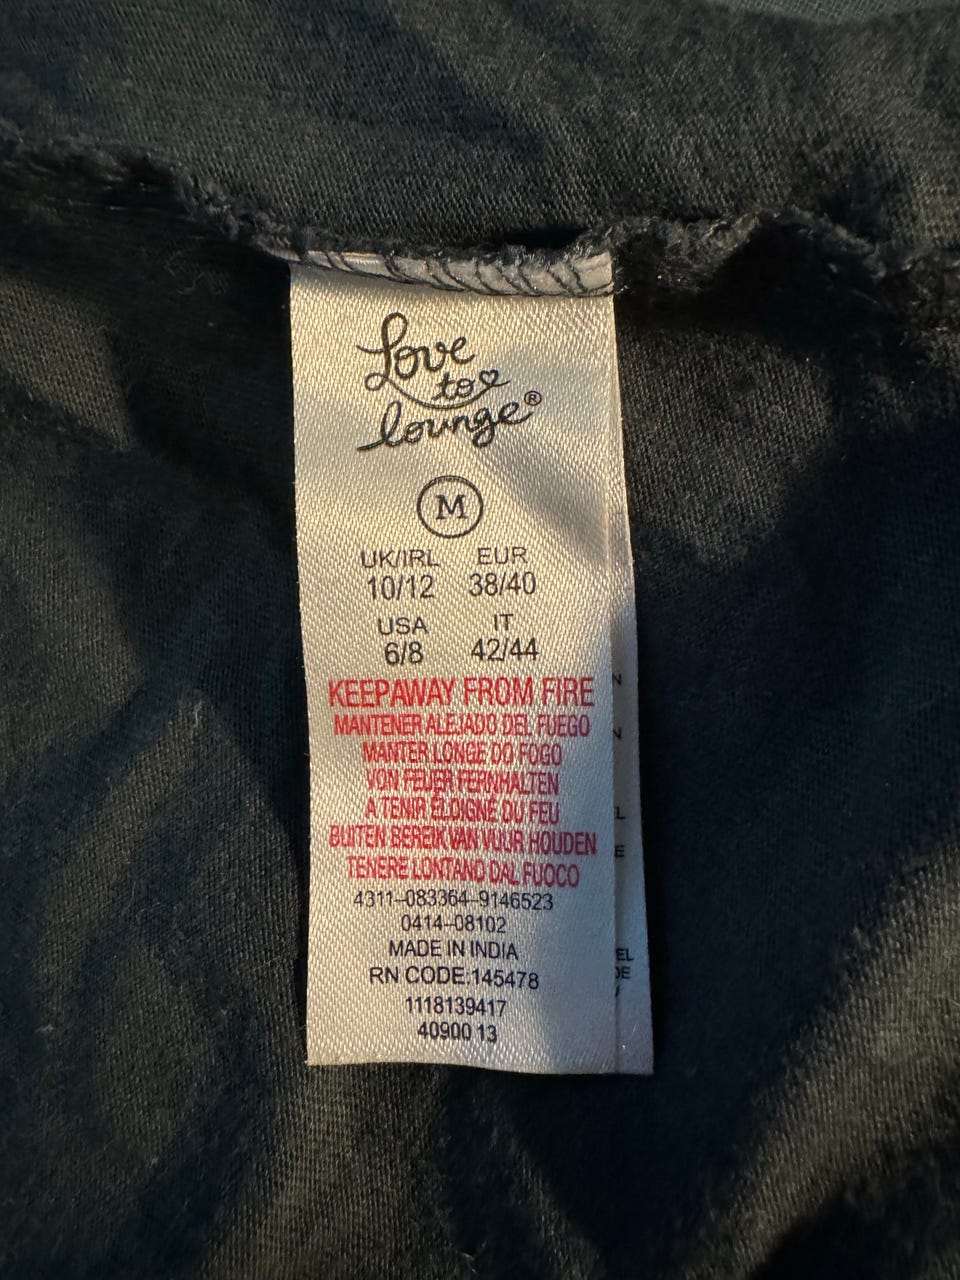 Love
to
lounge®
M
UK/IRL EUR
10/12 38/40
USA IT
6/8 42/44
KEEPAWAY FROM FIRE
MANTENER ALEJADO DEL FUEGO
MANTER LONGE DO FOGO
VON FEUER FERNHALTEN
A TENIR ÉLOIGNE DU FEU
BUITEN BEREIK VAN VUUR HOUDEN
TENERE LONTANO DAL FUOCO
4311-083364-9146523
0414-08102
MADE IN INDIA
RN CODE:145478
1118139417
40900 13